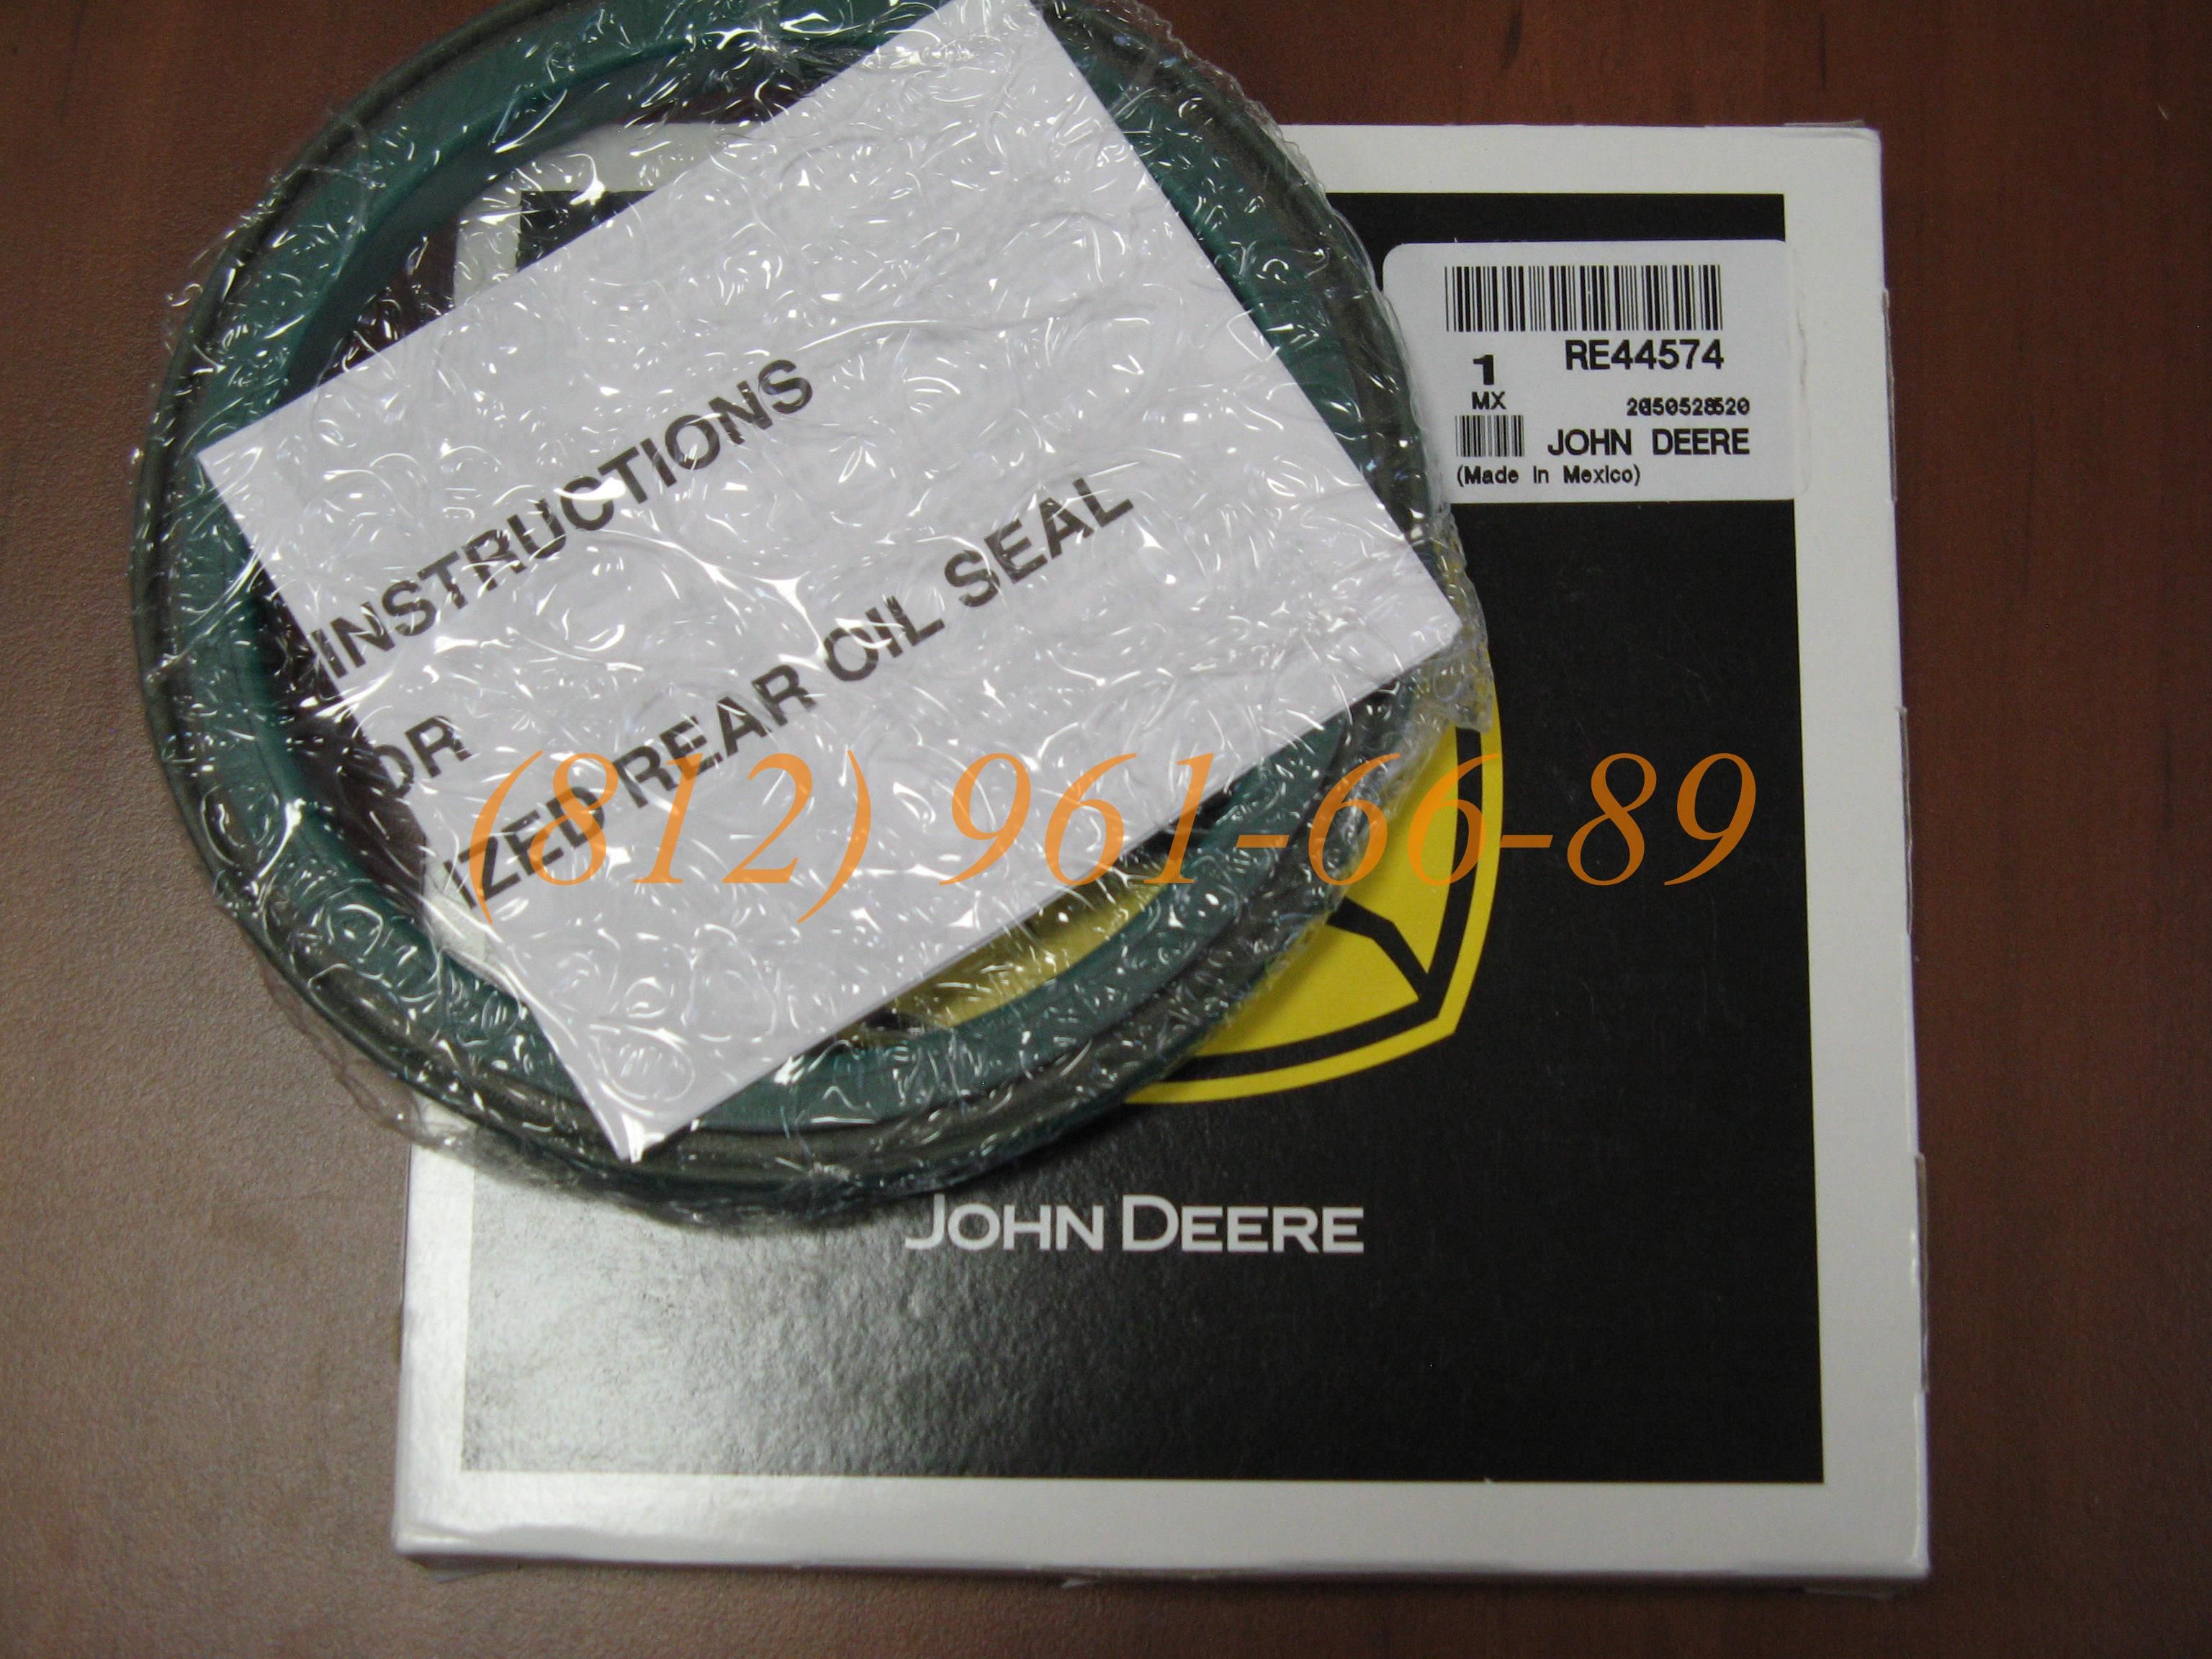 INSTRUCTIONS
OR
IZED REAR OIL SEAL
RE44574
1
MX
JOHN DEERE
(Made in Mexico)
(812) 961-66-89
JOHN DEERE